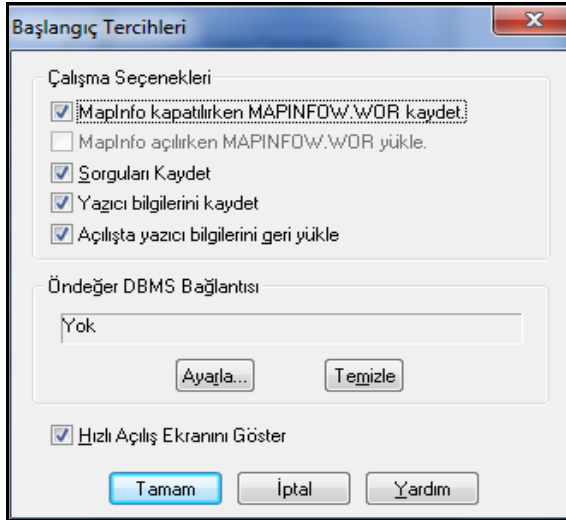 Başlangıç Tercihleri
Çalışma Seçenekleri
MapInfo kapatılırken MAPINFOW.WOR kaydet.
MapInfo açılırken MAPINFOW.WOR yükle.
Sorguları Kaydet
Yazıcı bilgilerini kaydet
Açılışta yazıcı bilgilerini geri yükle
Öndeğer DBMS Bağlantısı
Yok
Ayarla... Temizle
Hızlı Açılış Ekranını Göster
Tamam İptal Yardım